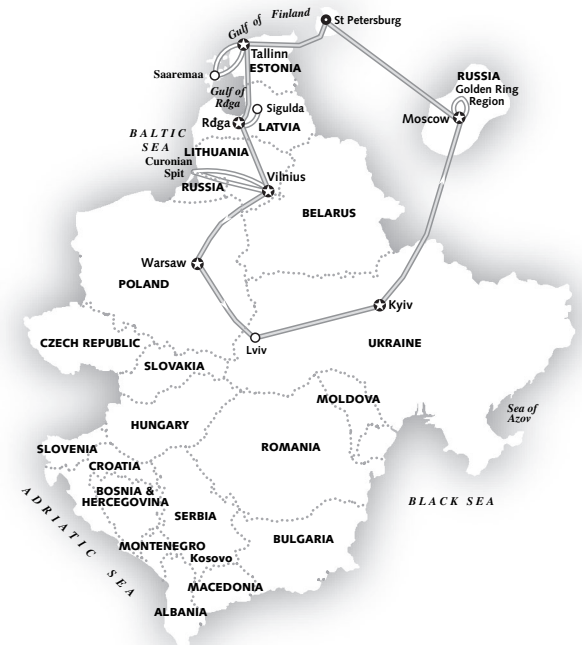 Gulf of Finland
St Petersburg
Tallinn
ESTONIA
Saaremaa
RUSSIA
Golden Ring
Region
Gulf of
Rdga
Sigulda
Moscow
Rdga
LATVIA
BALTIC
SEA
LITHUANIA
Curonian
Spit
Vilnius
RUSSIA
BELARUS
Warsaw
POLAND
Kyiv
CZECH REPUBLIC
Lviv
UKRAINE
SLOVAKIA
MOLDOVA
Sea of
Azov
HUNGARY
ROMANIA
SLOVENIA
CROATIA
BOSNIA &
HERCEGOVINA
ADRIATIC SEA
BLACK SEA
SERBIA
BULGARIA
MONTENEGRO
Kosovo
MACEDONIA
ALBANIA